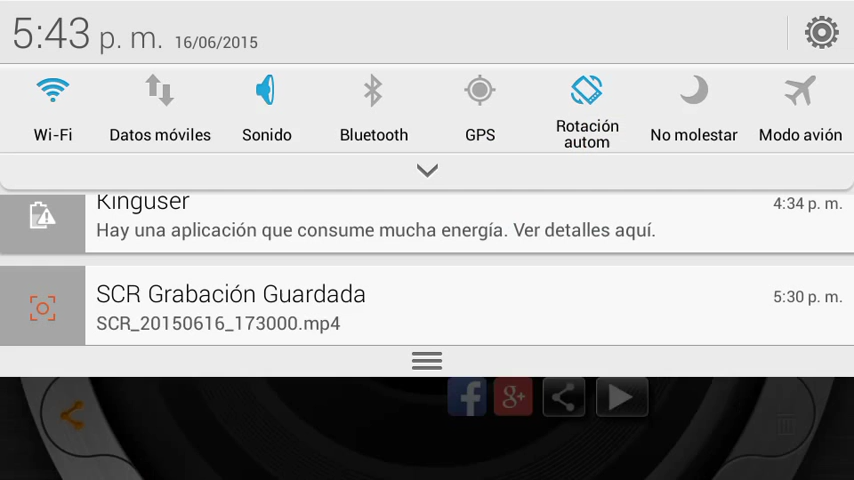 5:43 p. m. 16/06/2015
Wi-Fi
Datos móviles
Sonido
Bluetooth
GPS
Rotación
autom
No molestar
Modo avión
Kinguser
4:34 p. m.
Hay una aplicación que consume mucha energía. Ver detalles aquí.
SCR Grabación Guardada
5:30 p. m.
SCR_20150616_173000.mp4